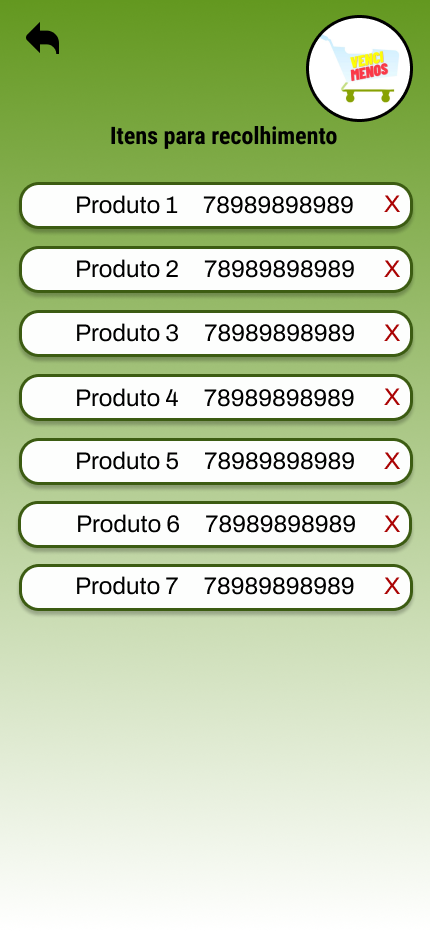 VENCI
MENOS
Itens para recolhimento
Produto 1 78989898989 X
Produto 2 78989898989 X
Produto 3 78989898989 X
Produto 4 78989898989 X
Produto 5 78989898989 X
Produto 6 78989898989 X
Produto 7 78989898989 X